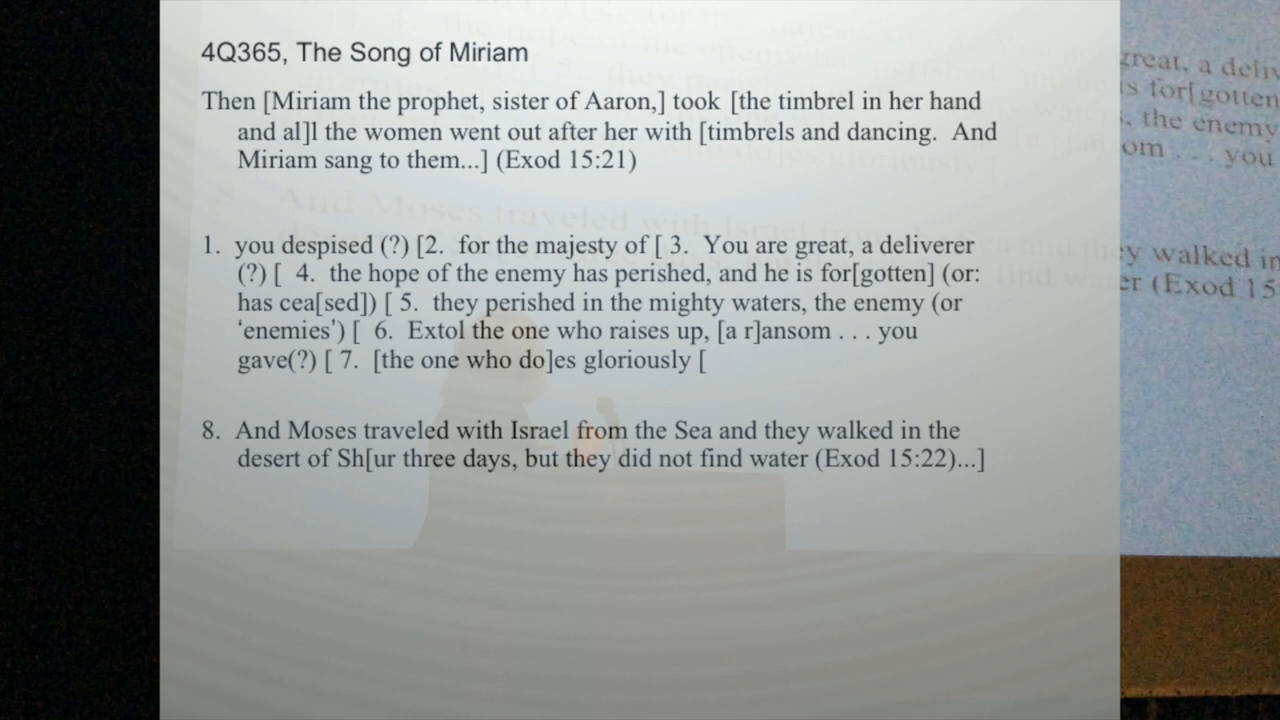 4Q365, The Song of Miriam
Then [Miriam the prophet, sister of Aaron,] took [the timbrel in her hand
and al]l the women went out after her with [timbrels and dancing. And
Miriam sang to them...] (Exod 15:21)
1. you despised (?) [2. for the majesty of [ 3. You are great, a deliverer
(?) [ 4. the hope of the enemy has perished, and he is for[gotten] (or:
has cea[sed]) [ 5. they perished in the mighty waters, the enemy (or
‘enemies’) [ 6. Extol the one who raises up, [a r]ansom . . . you
gave(?) [ 7. [the one who do]es gloriously [
8. And Moses traveled with Israel from the Sea and they walked in the
desert of Sh[ur three days, but they did not find water (Exod 15:22)...]
great, a deliv
is for[gotten
. the enemy
om . . . you
y walked in
er (Exod 15